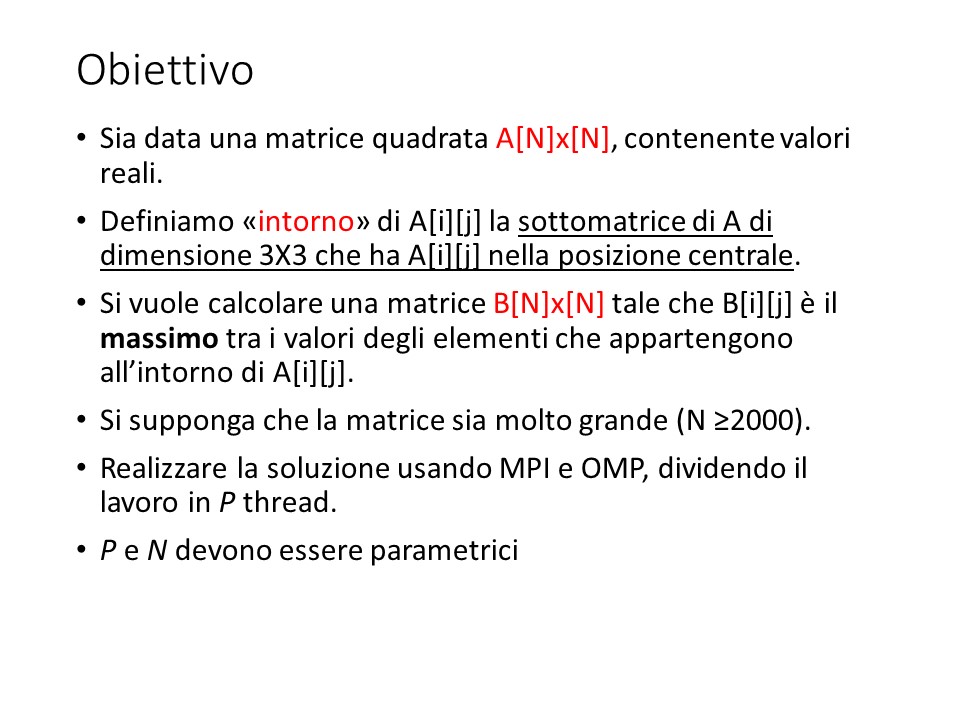 Obiettivo
• Sia data una matrice quadrata A[N]x[N], contenente valori
reali.
• Definiamo «intorno» di A[i][j] la sottomatrice di A di
dimensione 3X3 che ha A[i][j] nella posizione centrale.
• Si vuole calcolare una matrice B[N]x[N] tale che B[i][j] è il
massimo tra i valori degli elementi che appartengono
all’intorno di A[i][j].
• Si supponga che la matrice sia molto grande (N ≥2000).
• Realizzare la soluzione usando MPI e OMP, dividendo il
lavoro in P thread.
• P e N devono essere parametrici